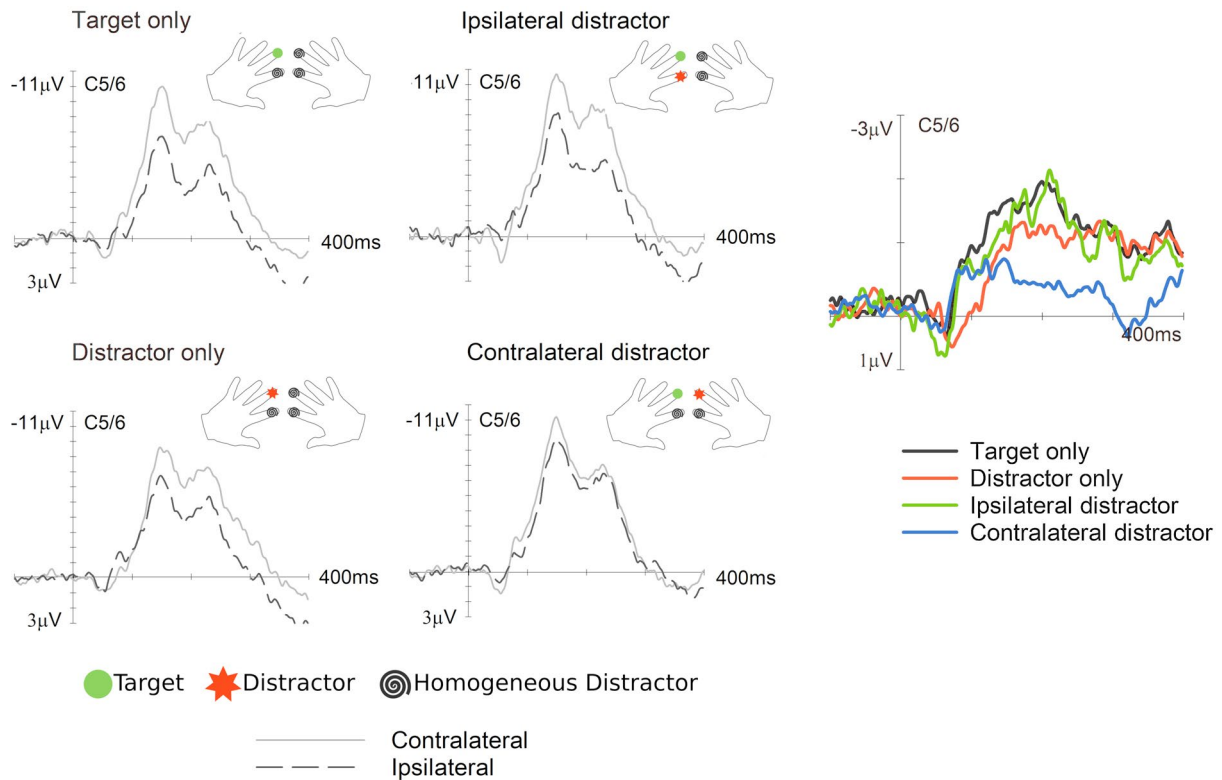 Target only
-11μV
C5/6
400ms
3μV
Ipsilateral distractor
-11μV
C5/6
400ms
3μV
Distractor only
-11μV
C5/6
400ms
3μV
Contralateral distractor
-11μV
C5/6
400ms
3μV
-3μV
C5/6
400ms
1μV
Target only
Distractor only
Ipsilateral distractor
Contralateral distractor
Target
Distractor
Homogeneous Distractor
Contralateral
Ipsilateral